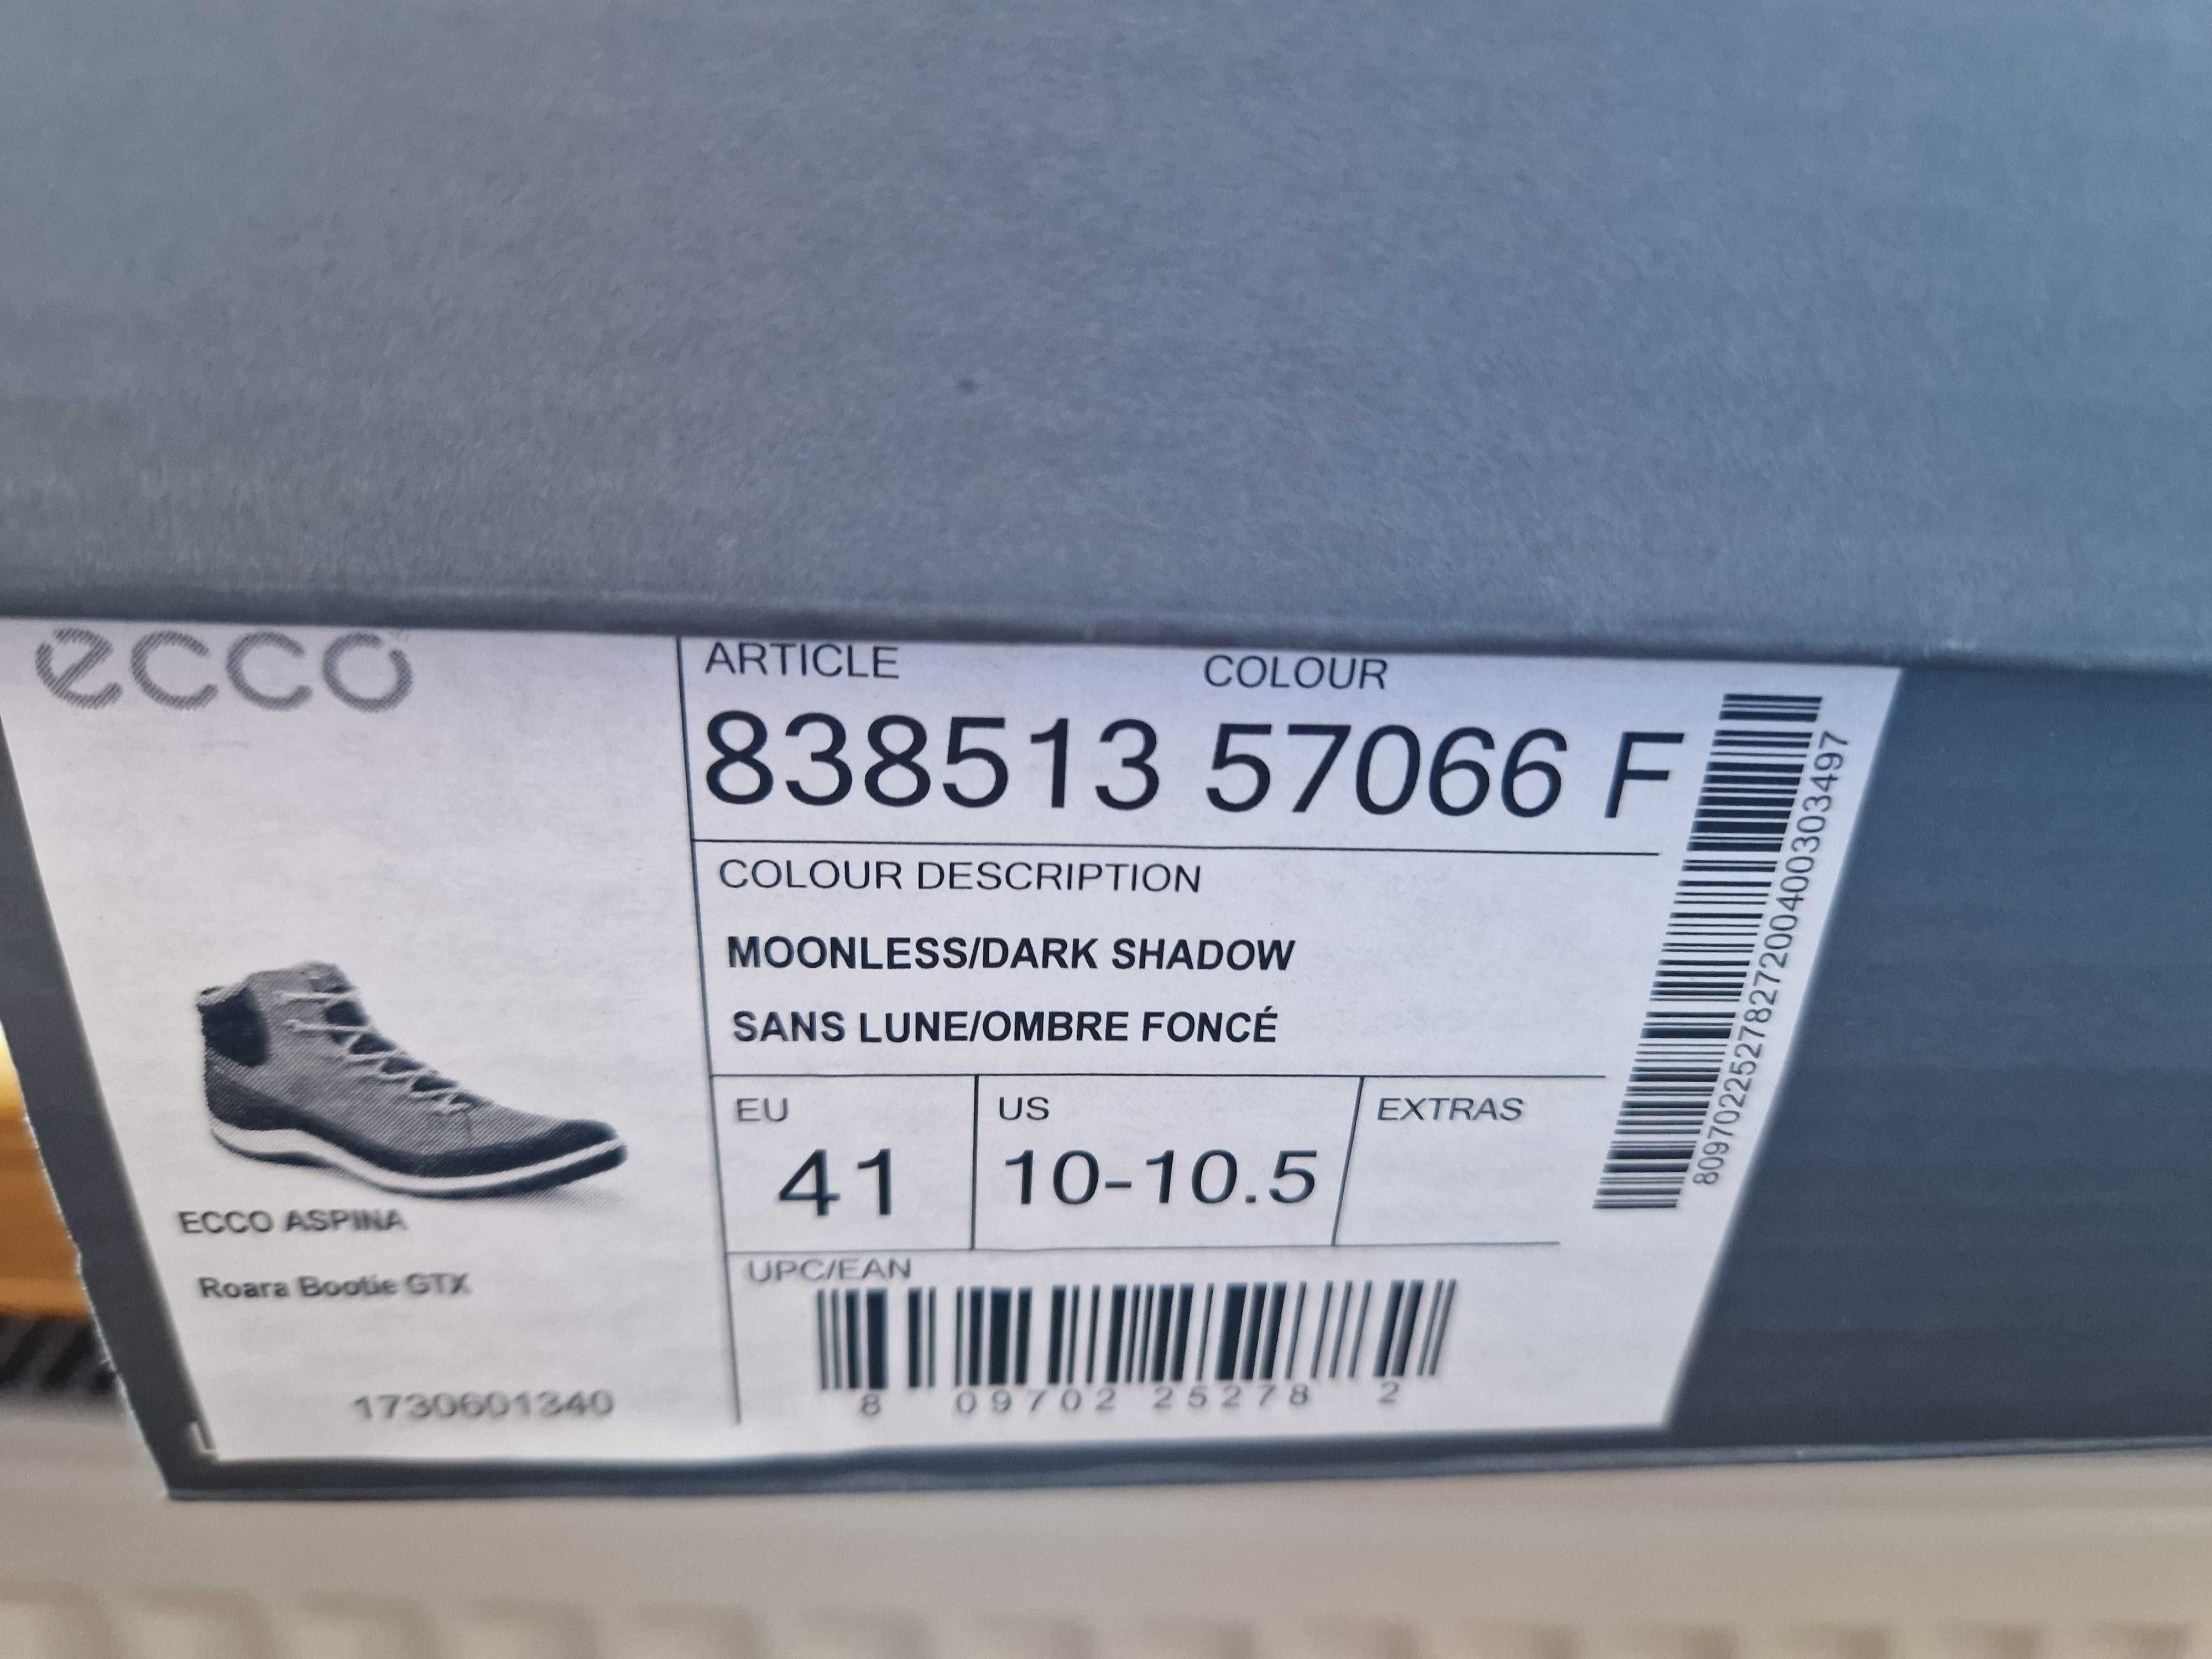 ecco
ARTICLE COLOUR
838513 57066 F
COLOUR DESCRIPTION
MOONLESS/DARK SHADOW
SANS LUNE/OMBRE FONCÉ
EU US EXTRAS
41 10-10.5
ECCO ASPINA
Roara Bootie GTX
1730601340
UPC/EAN
8 09702 25278 2
809702252782720040030303497